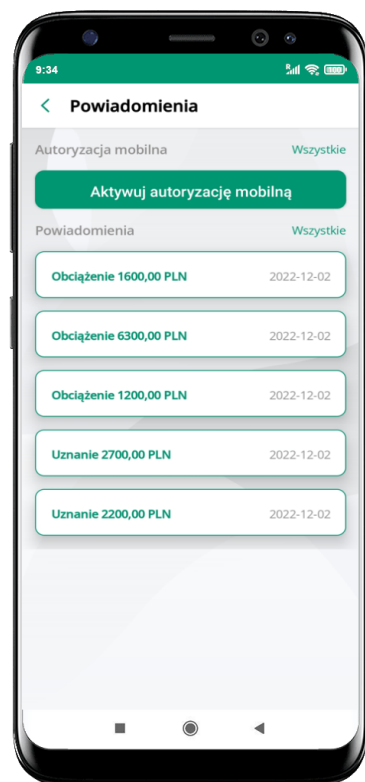 9:34
Powiadomienia
Autoryzacja mobilna Wszystkie
Aktywuj autoryzację mobilną
Powiadomienia Wszystkie
Obciążenie 1600,00 PLN 2022-12-02
Obciążenie 6300,00 PLN 2022-12-02
Obciążenie 1200,00 PLN 2022-12-02
Uznanie 2700,00 PLN 2022-12-02
Uznanie 2200,00 PLN 2022-12-02